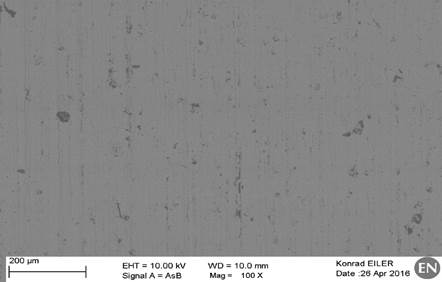 200 µm
EHT = 10.00 kV
WD = 10.0 mm
Konrad EILER
Signal A = AsB
Mag = 100 X
Date :26 Apr 2016
EN